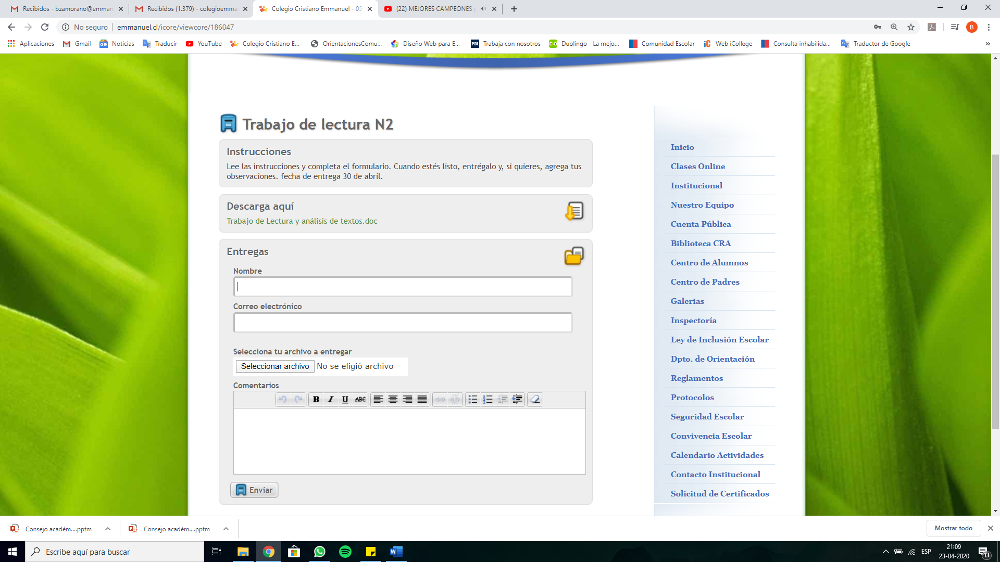 Recibidos - bzamorano@emman
Recibidos (1.379) - colegioemma
Colegio Cristiano Emmanuel - 05
(22) MEJORES CAMPEONES p
No seguro
emmanuel.cl/icore/viewcore/186047
B
Aplicaciones
Gmail
Noticias
Traducir
YouTube
Colegio Cristiano E...
OrientacionesComu...
Diseño Web para E...
PDI
Trabaja con nosotros
Duolingo - La mejo...
Comunidad Escolar
iC
Web iCollege
Consulta inhabilida...
Traductor de Google
»
Trabajo de lectura N2
Instrucciones
Lee las instrucciones y completa el formulario. Cuando estés listo, entrégalo y, si quieres, agrega tus
observaciones. fecha de entrega 30 de abril.
Descarga aquí
Trabajo de Lectura y análisis de textos.doc
Entregas
Nombre
Correo electrónico
Selecciona tu archivo a entregar
Seleccionar archivo No se eligió archivo
Comentarios
B I U ABC
Enviar
Inicio
Clases Online
Institucional
Nuestro Equipo
Cuenta Pública
Biblioteca CRA
Centro de Alumnos
Centro de Padres
Galerias
Inspectoría
Ley de Inclusión Escolar
Dpto. de Orientación
Reglamentos
Protocolos
Seguridad Escolar
Convivencia Escolar
Calendario Actividades
Contacto Institucional
Solicitud de Certificados
Consejo académ....pptm
Consejo académ....pptm
Mostrar todo
Escribe aquí para buscar
ESP
21:09
23-04-2020
13